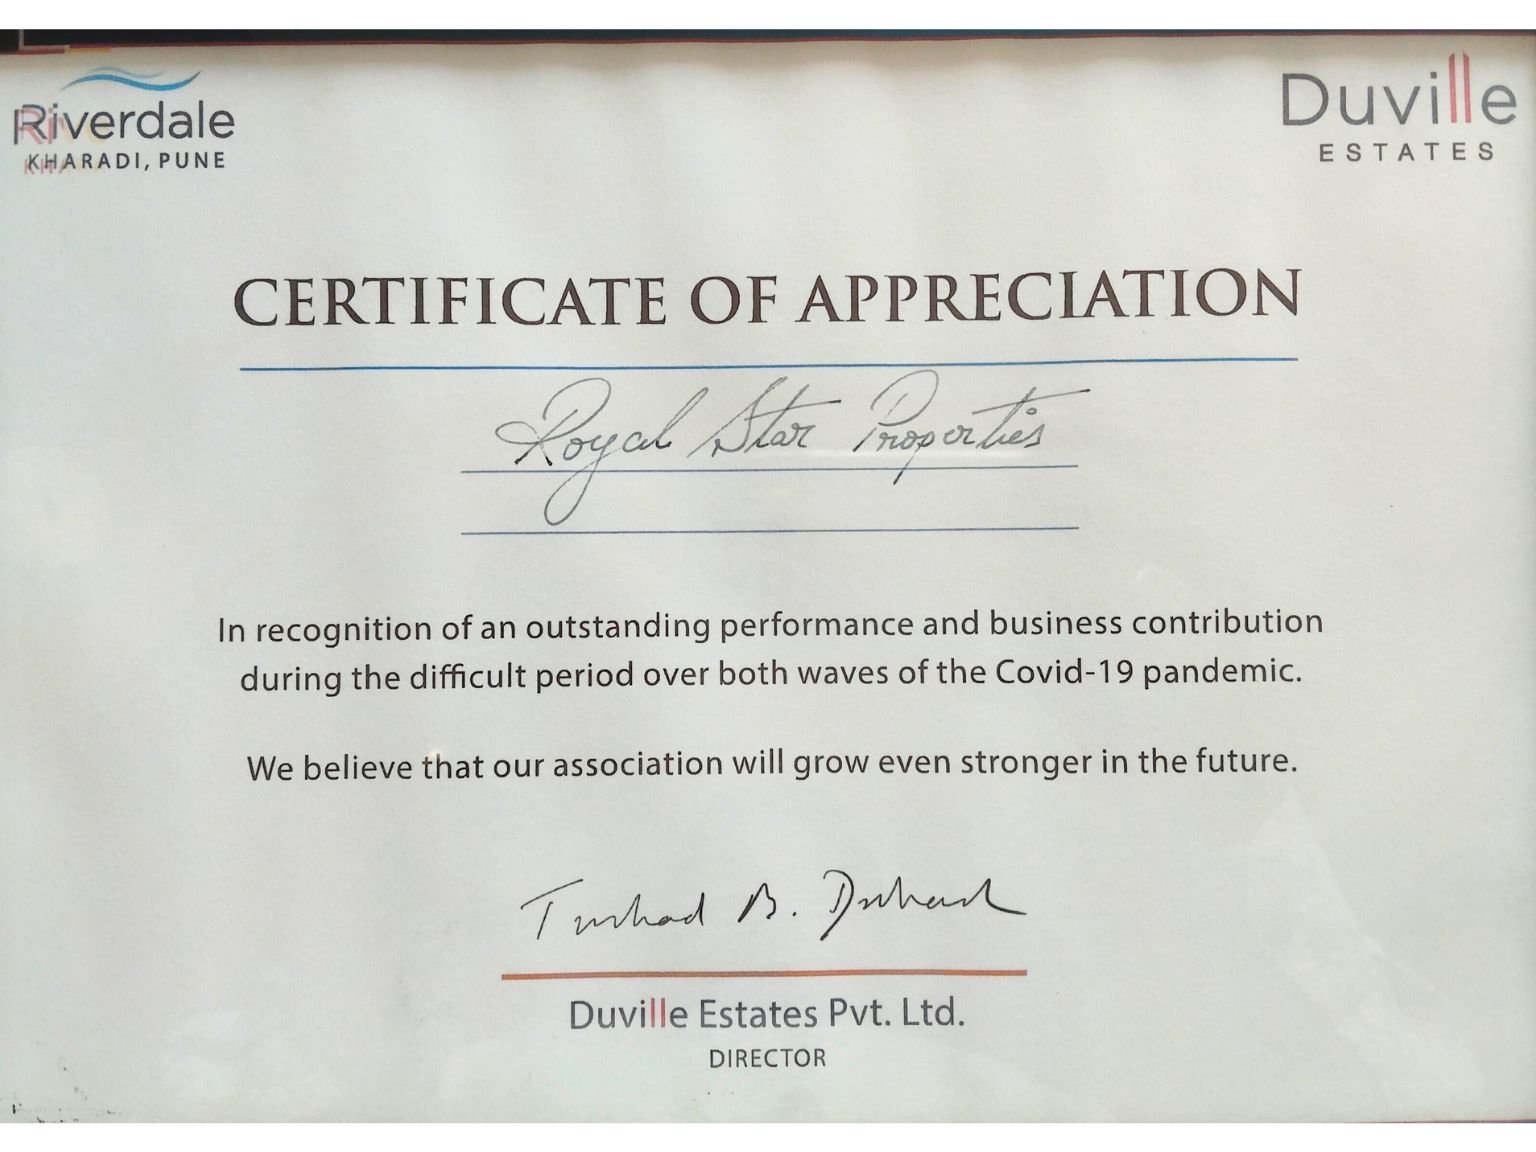 Riverdale
KHARADI, PUNE
Duville
ESTATES
CERTIFICATE OF APPRECIATION
Royal Star Properties
In recognition of an outstanding performance and business contribution
during the difficult period over both waves of the Covid-19 pandemic.
We believe that our association will grow even stronger in the future.
B.
Duville Estates Pvt. Ltd.
DIRECTOR